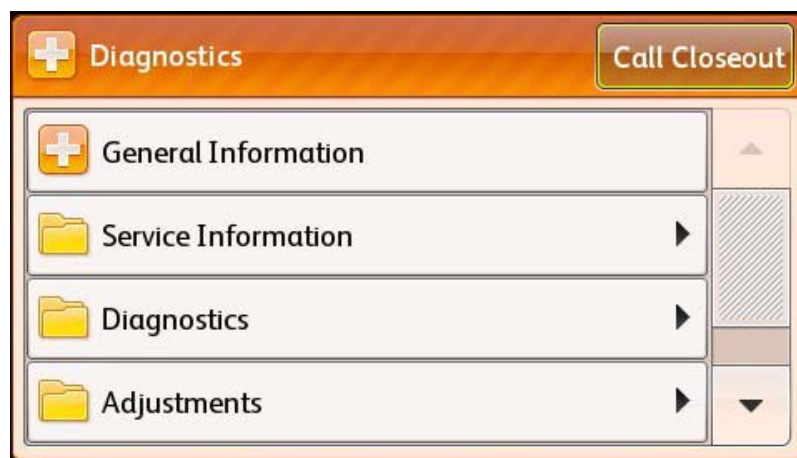 Diagnostics
Call Closeout
General Information
Service Information
Diagnostics
Adjustments